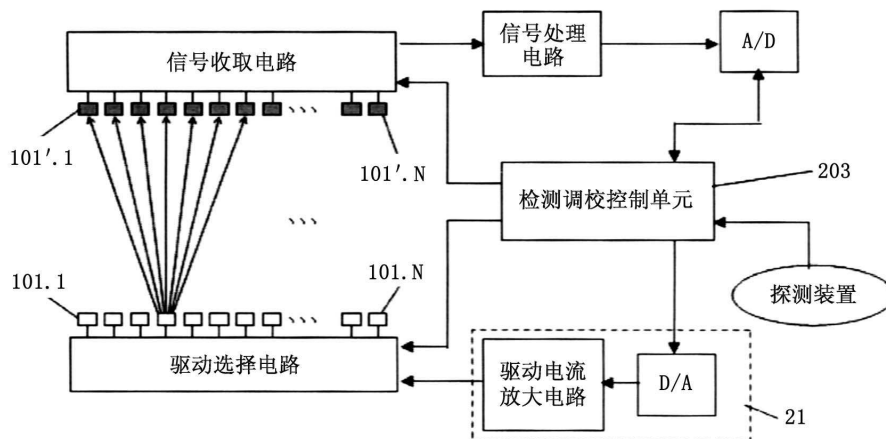 信号收取电路
信号处理
电路
A/D
101'.1
101'.N
检测调校控制单元
203
101.1
101.N
探测装置
驱动选择电路
驱动电流
放大电路
D/A
21